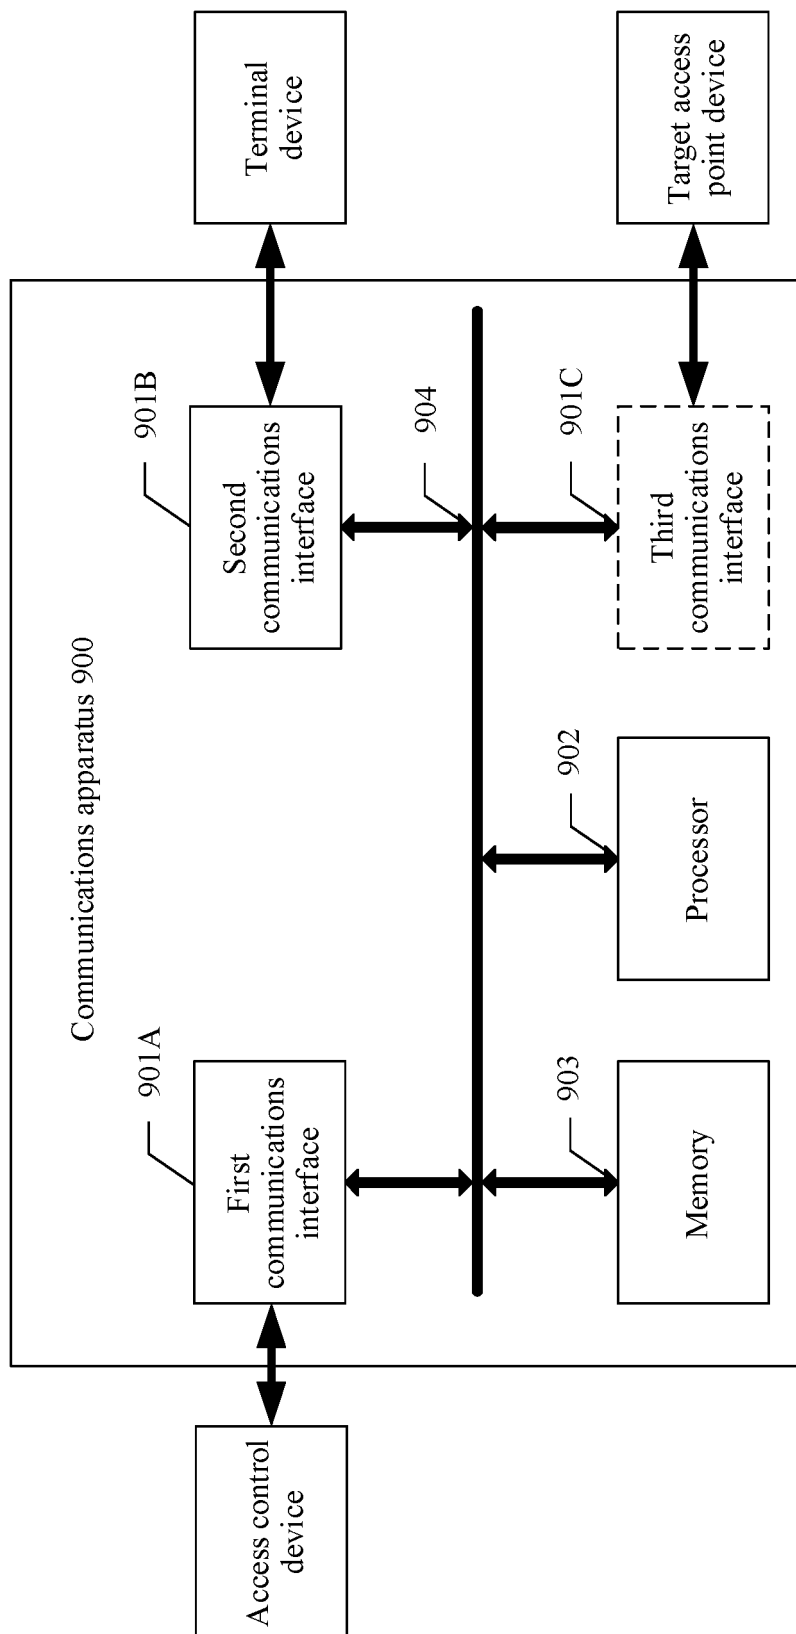 Communications apparatus 900
901A
901B
Access control
device
First
communications
interface
Second
communications
interface
Terminal
device
904
903
902
901C
Memory
Processor
Third
communications
interface
Target access
point device